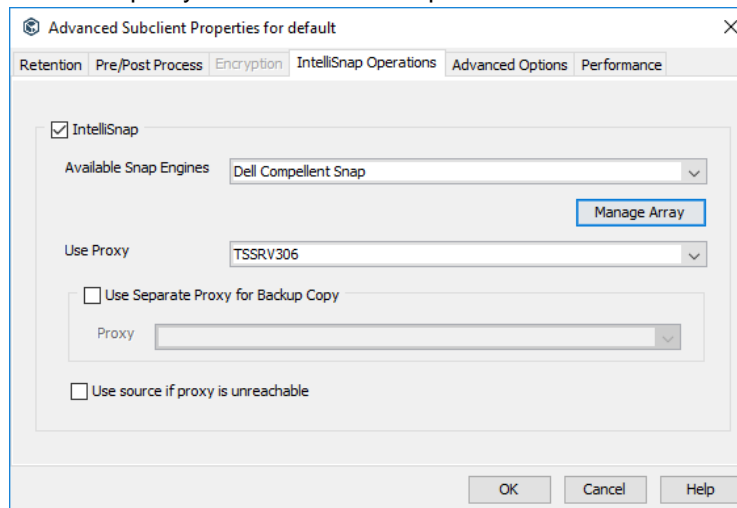 Advanced Subclient Properties for default
Retention Pre/Post Process Encryption IntelliSnap Operations Advanced Options Performance
IntelliSnap
Available Snap Engines Dell Compellent Snap
Manage Array
Use Proxy TSSRV306
Use Separate Proxy for Backup Copy
Proxy
Use source if proxy is unreachable
OK Cancel Help